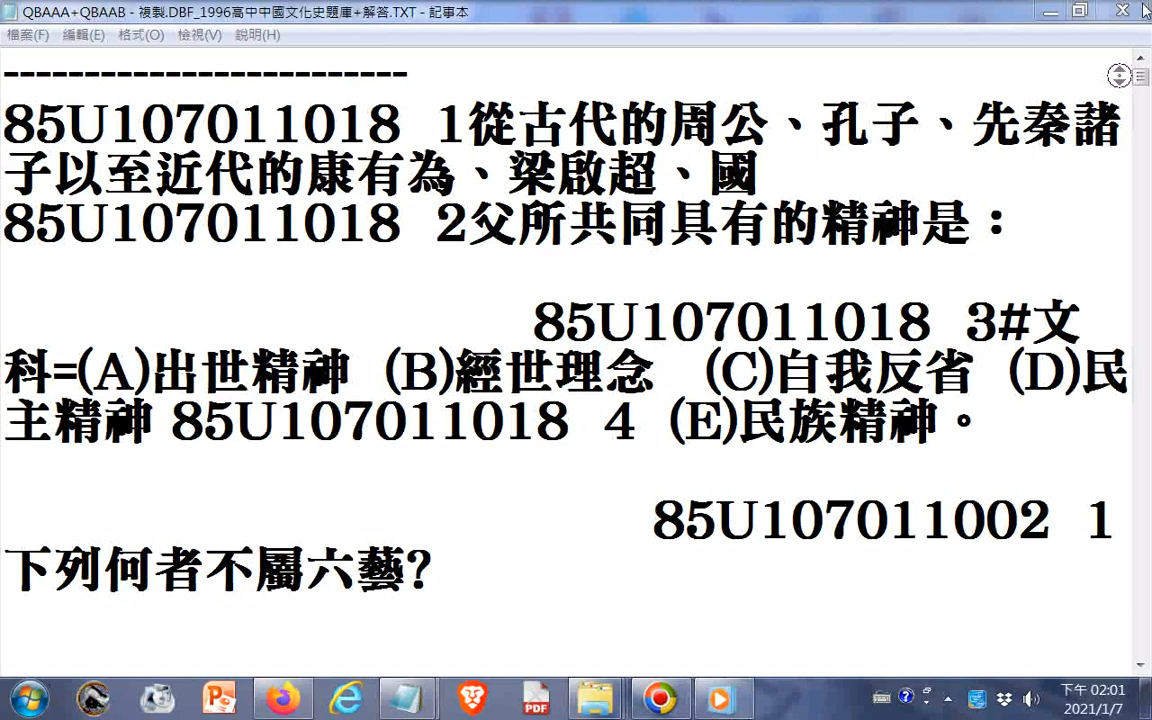 QBAAA+QBAAB - 複製.DBF_1996高中中國文化史題庫+解答.TXT - 記事本
檔案(F) 編輯(E) 格式(O) 檢視(V) 說明(H)
-------------------------
85U107011018 1從古代的周公、孔子、先秦諸
子以至近代的康有為、梁啟超、國
85U107011018 2父所共同具有的精神是：
85U107011018 3#文
科=(A)出世精神 (B)經世理念 (C)自我反省 (D)民
主精神 85U107011018 4 (E)民族精神。
85U107011002 1
下列何者不屬六藝?
PDF
下午 02:01
2021/1/7